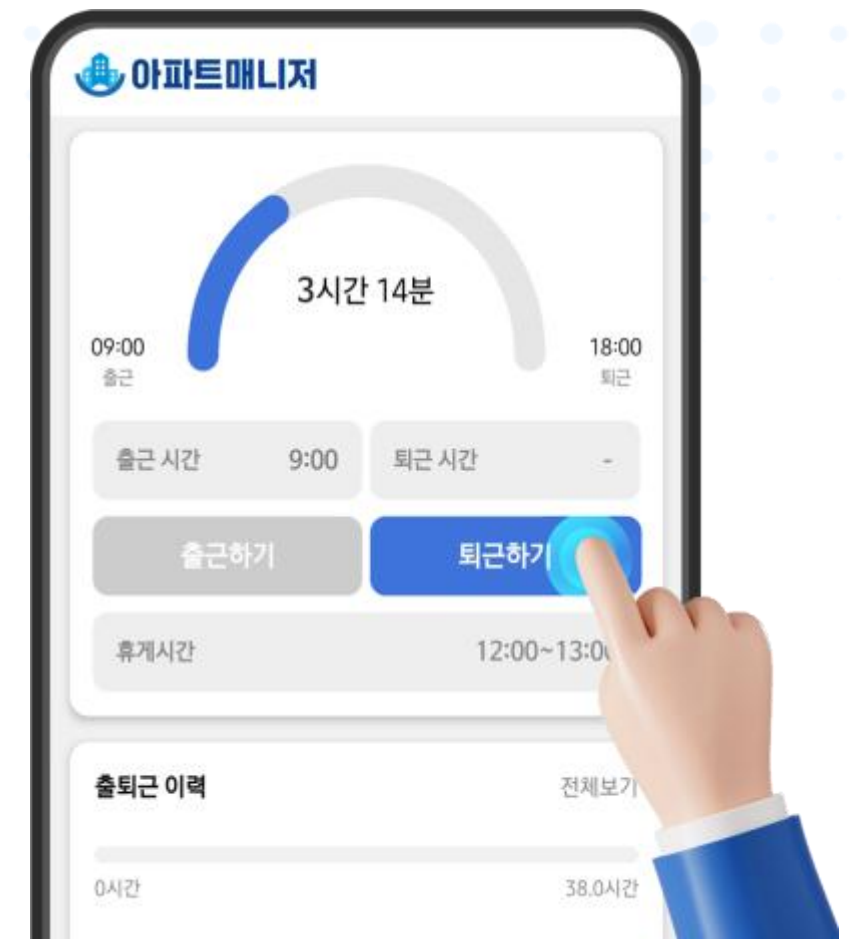 아파트매니저
3시간 14분
09:00
출근
18:00
퇴근
출근 시간 9:00
퇴근 시간 -
출근하기
퇴근하기
휴게시간 12:00~13:00
출퇴근 이력 전체보기
0시간 38.0시간